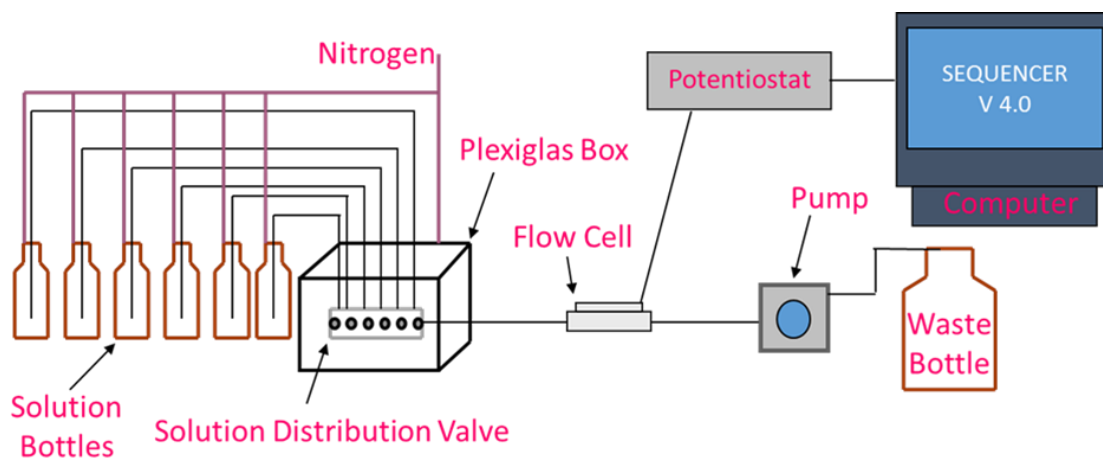 Nitrogen
Potentiostat
SEQUENCER
V 4.0
Plexiglas Box
Computer
Pump
Flow Cell
Waste
Bottle
Solution
Bottles
Solution Distribution Valve